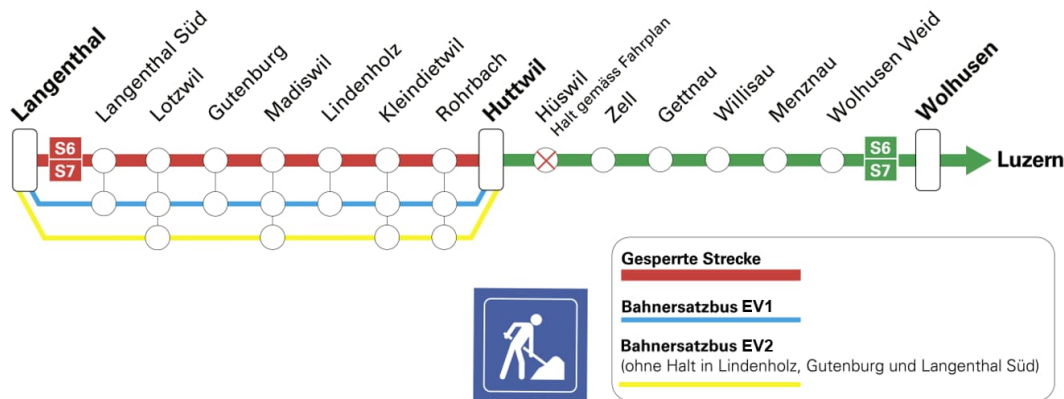 Langenthal
Langenthal Süd
Lotzwil
Gutenburg
Madiswil
Lindenholz
Kleindietwil
Rohrbach
Huttwil
Hüswil
Halt gemäss Fahrplan
Zell
Gettnau
Willisau
Menznau
Wolhusen Weid
Wolhusen
S6
S7
S6
S7
Luzern
Gesperrte Strecke
Bahnersatzbus EV1
Bahnersatzbus EV2
(ohne Halt in Lindenholz, Gutenburg und Langenthal Süd)